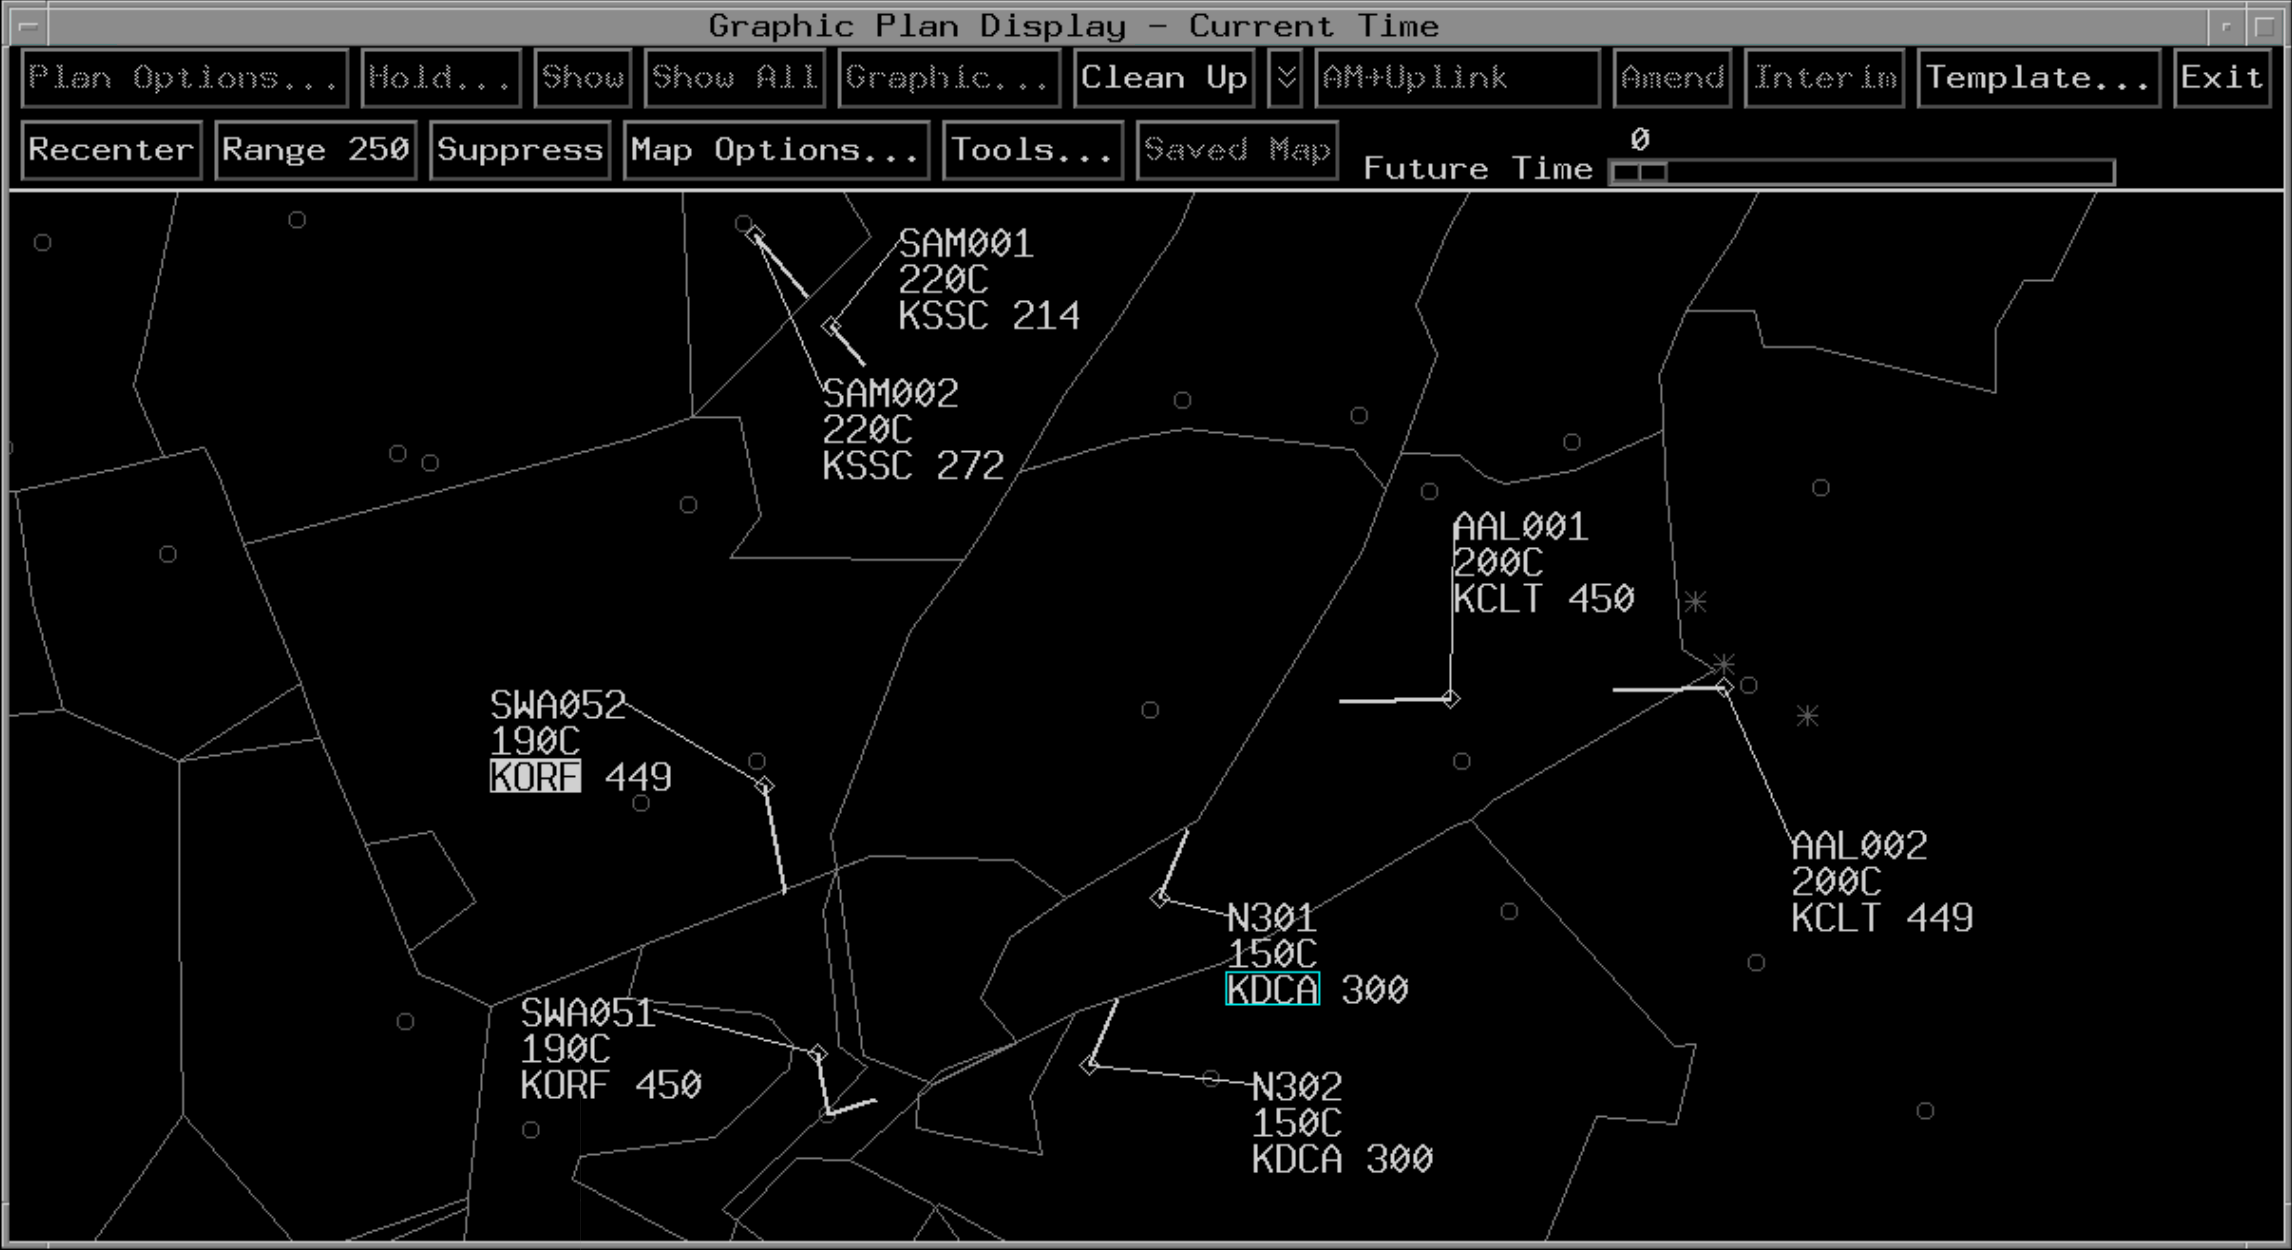 Graphic Plan Display - Current Time
Plan Options... Hold... Show Show All Graphic... Clean Up AM+Uplink Amend Interim Template... Exit
Recenter Range 250 Suppress Map Options... Tools... Saved Map Future Time 0
SAM001
220C
KSSC 214
SAM002
220C
KSSC 272
AAL001
200C
KCLT 450
SWA052
190C
KORF 449
AAL002
200C
KCLT 449
N301
150C
KDCA 300
SWA051
190C
KORF 450
N302
150C
KDCA 300